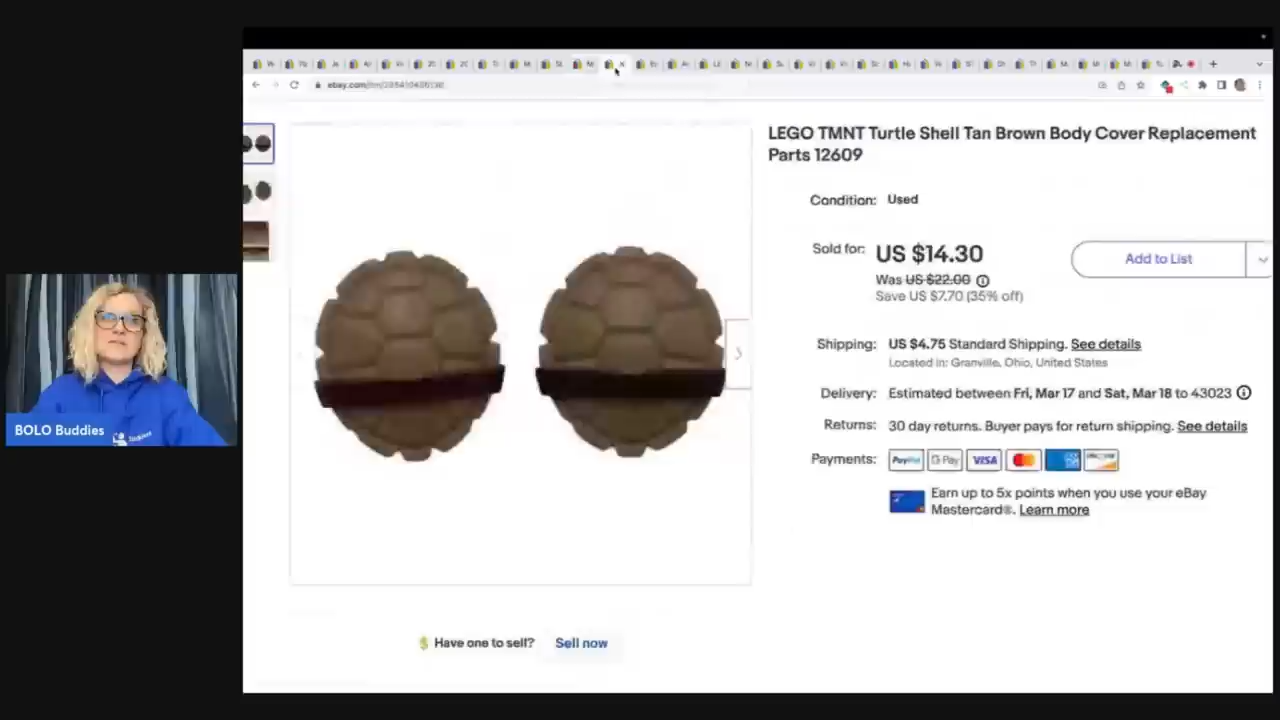 LEGO TMNT Turtle Shell Tan Brown Body Cover Replacement
Parts 12609
Condition: Used
Sold for: US $14.30
Add to List
Was US $22.00
Save US $7.70 (35% off)
Shipping: US $4.75 Standard Shipping. See details
Located in: Granville, Ohio, United States
Delivery: Estimated between Fri, Mar 17 and Sat, Mar 18 to 43023
Returns: 30 day returns. Buyer pays for return shipping. See details
Payments: PayPal G Pay VISA
Earn up to 5x points when you use your eBay
Mastercard®. Learn more
BOLO Buddies
Have one to sell? Sell now